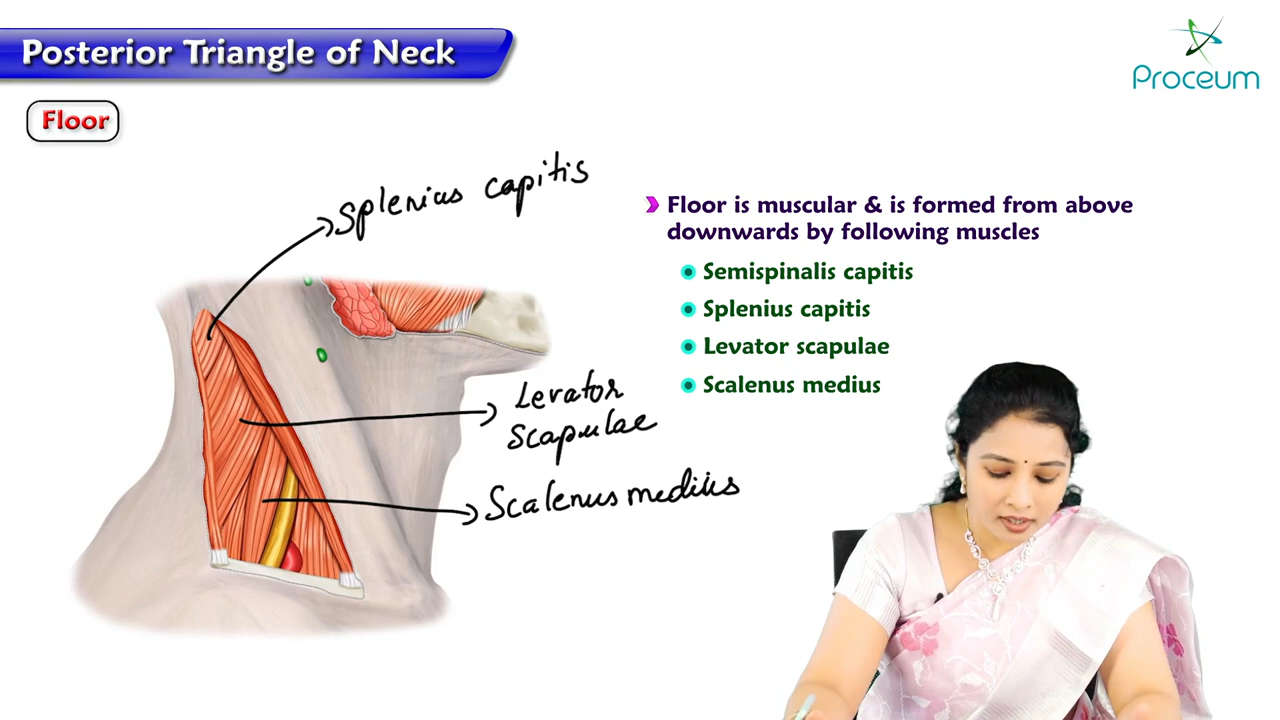 Posterior Triangle of Neck
Proceum
Floor
Splenius capitis
Floor is muscular & is formed from above
downwards by following muscles
Semispinalis capitis
Splenius capitis
Levator scapulae
Scalenus medius
Levator
Scapulae
Scalenus medius